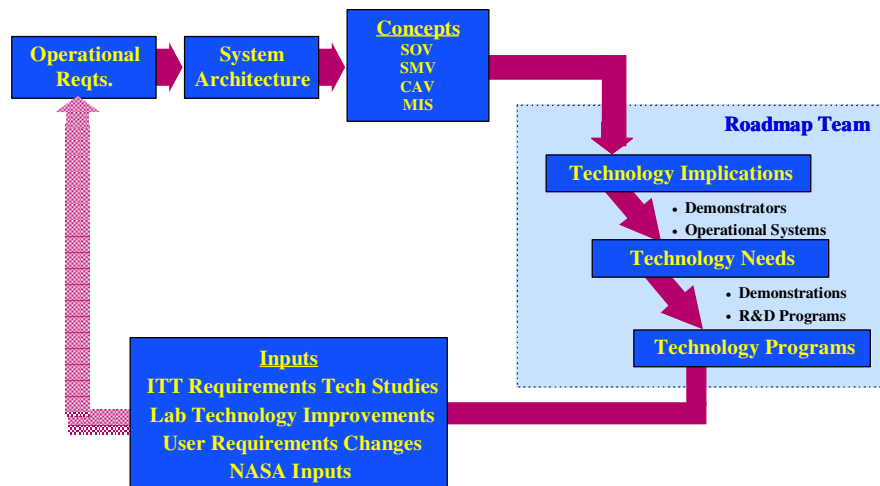 Operational
Reqts.
System
Architecture
Concepts
SOV
SMV
CAV
MIS
Roadmap Team
Technology Implications
• Demonstrators
• Operational Systems
Technology Needs
• Demonstrations
• R&D Programs
Technology Programs
Inputs
ITT Requirements Tech Studies
Lab Technology Improvements
User Requirements Changes
NASA Inputs